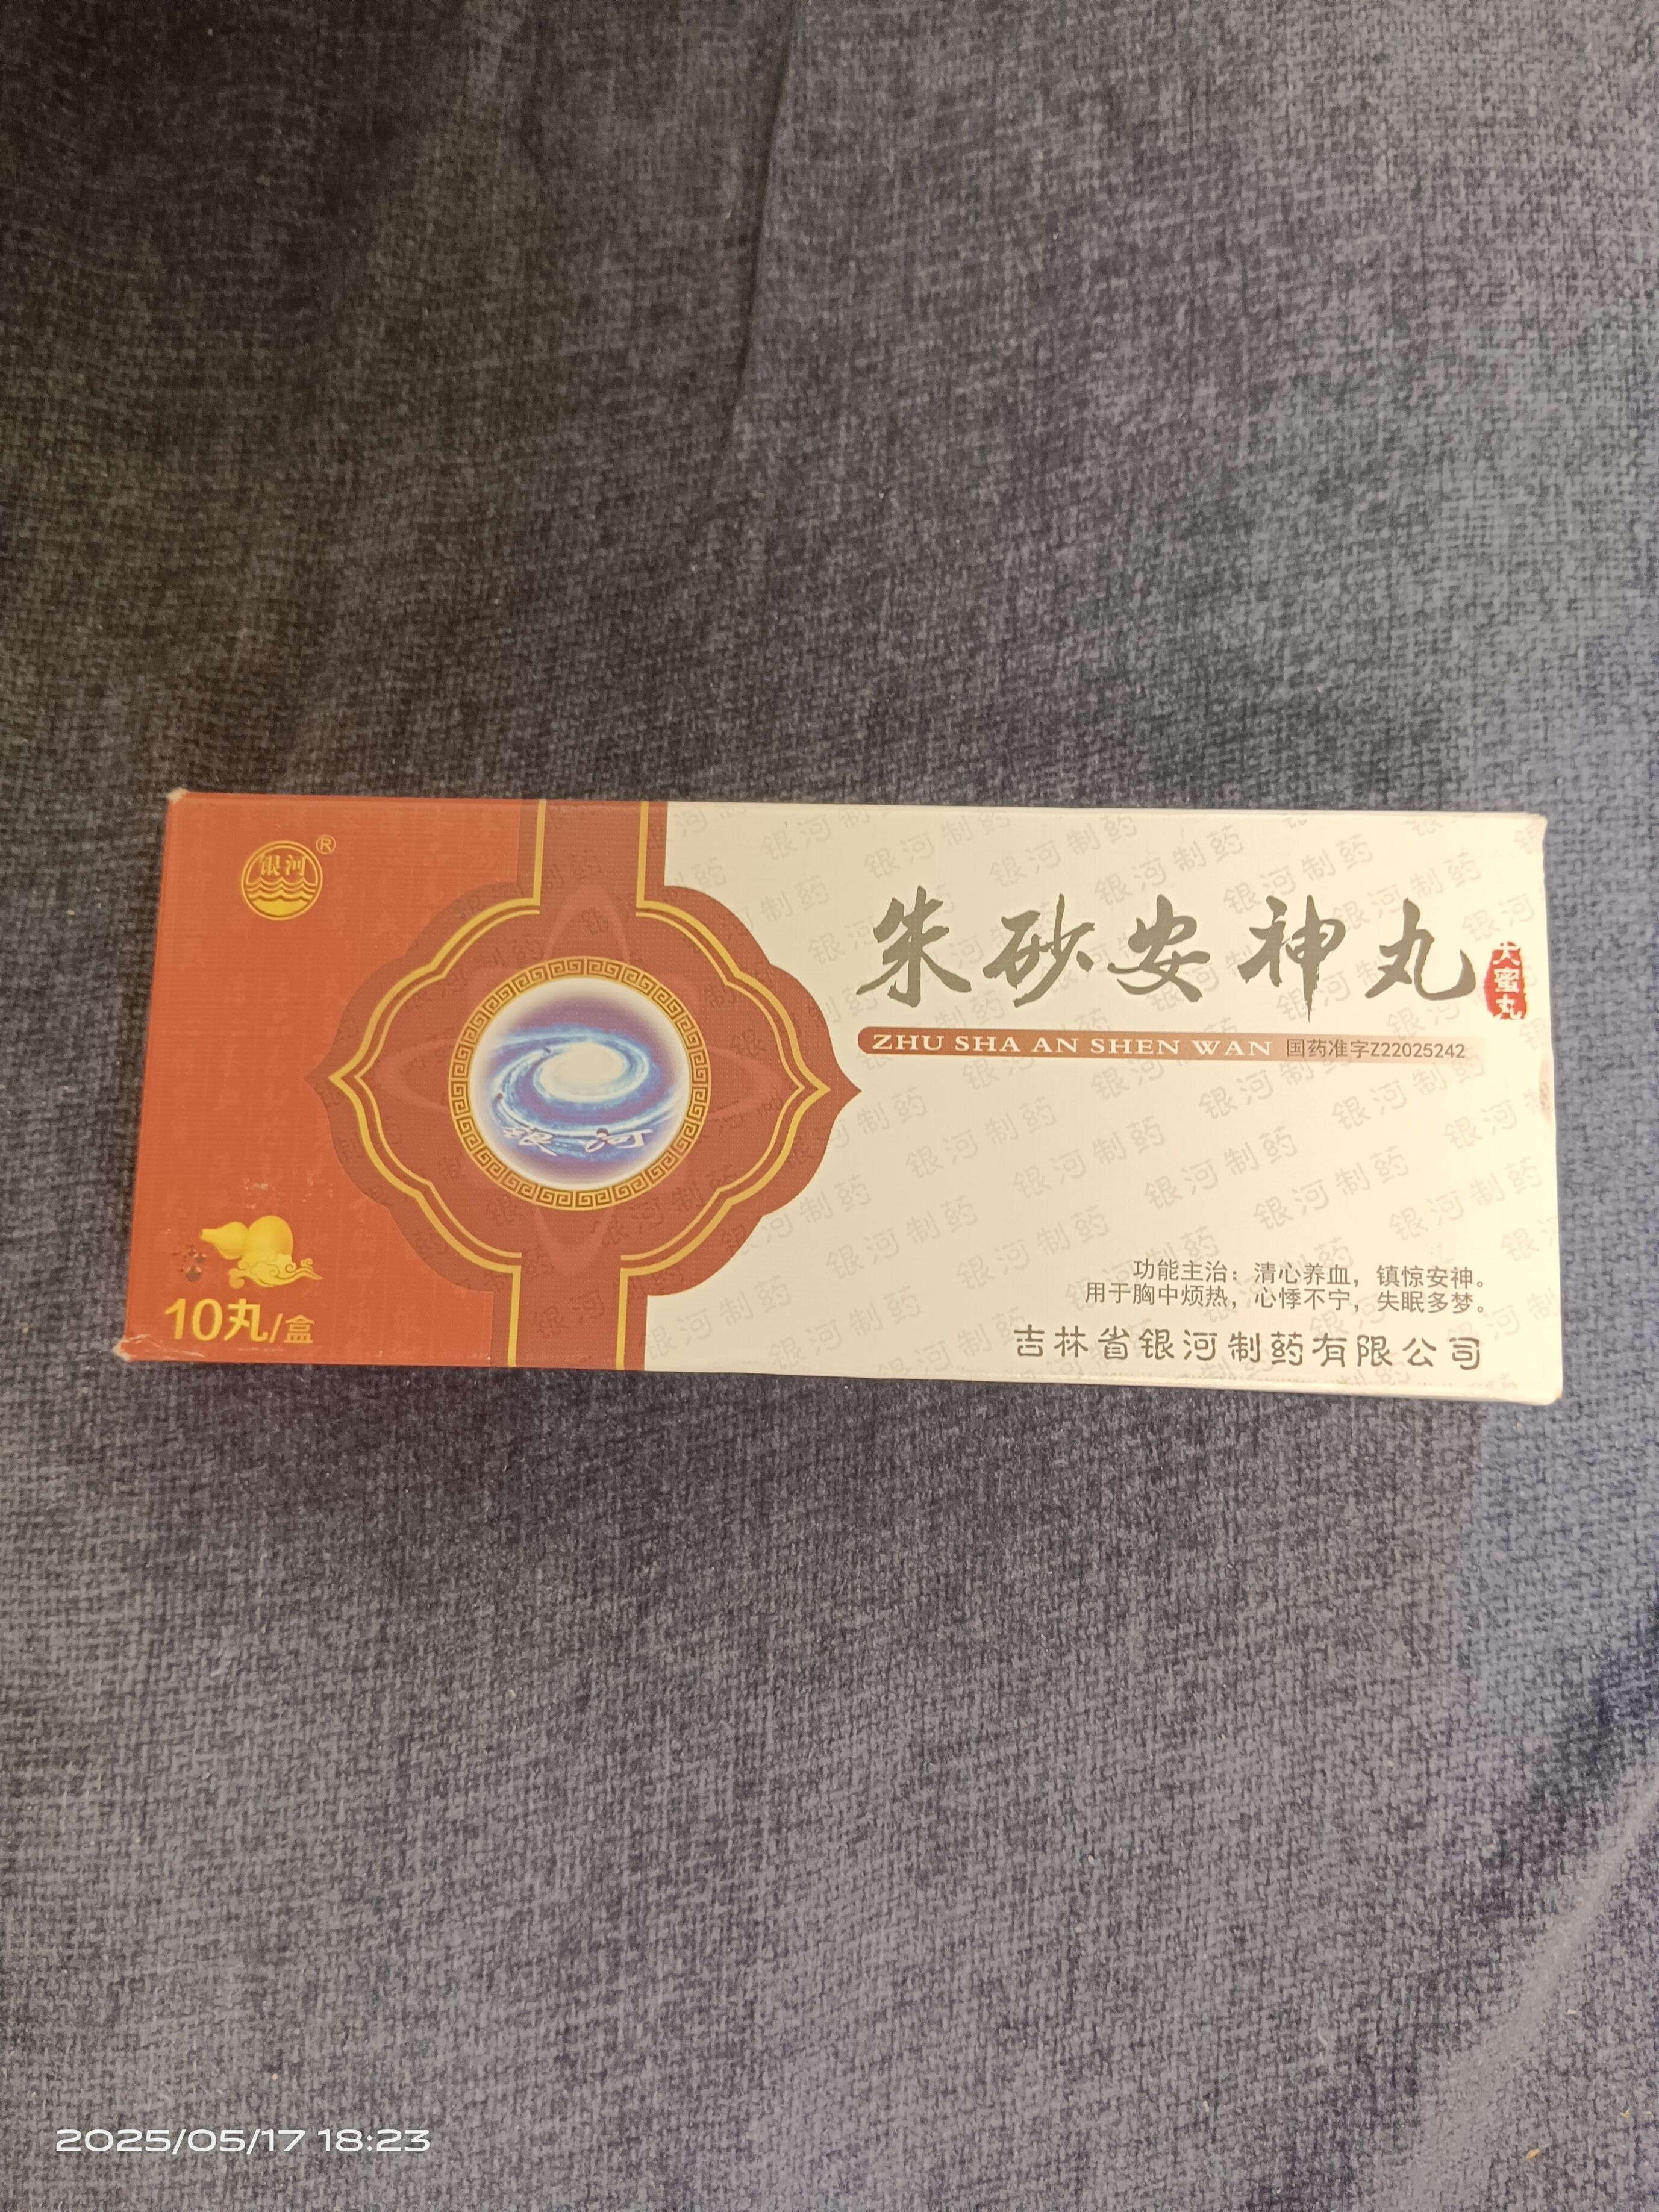 银河®
朱砂安神丸
大蜜丸
ZHU SHA AN SHEN WAN 国药准字Z22025242
银河
功能主治：清心养血，镇惊安神。
用于胸中烦热，心悸不宁，失眠多梦。
10丸/盒
吉林省银河制药有限公司
2025/05/17 18:23